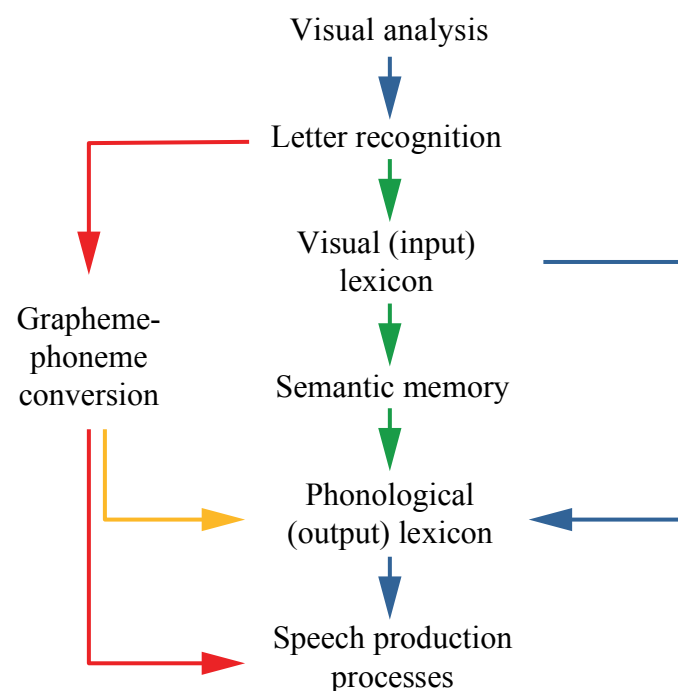 Visual analysis
Letter recognition
Visual (input)
lexicon
Grapheme-
phoneme
conversion
Semantic memory
Phonological
(output) lexicon
Speech production
processes